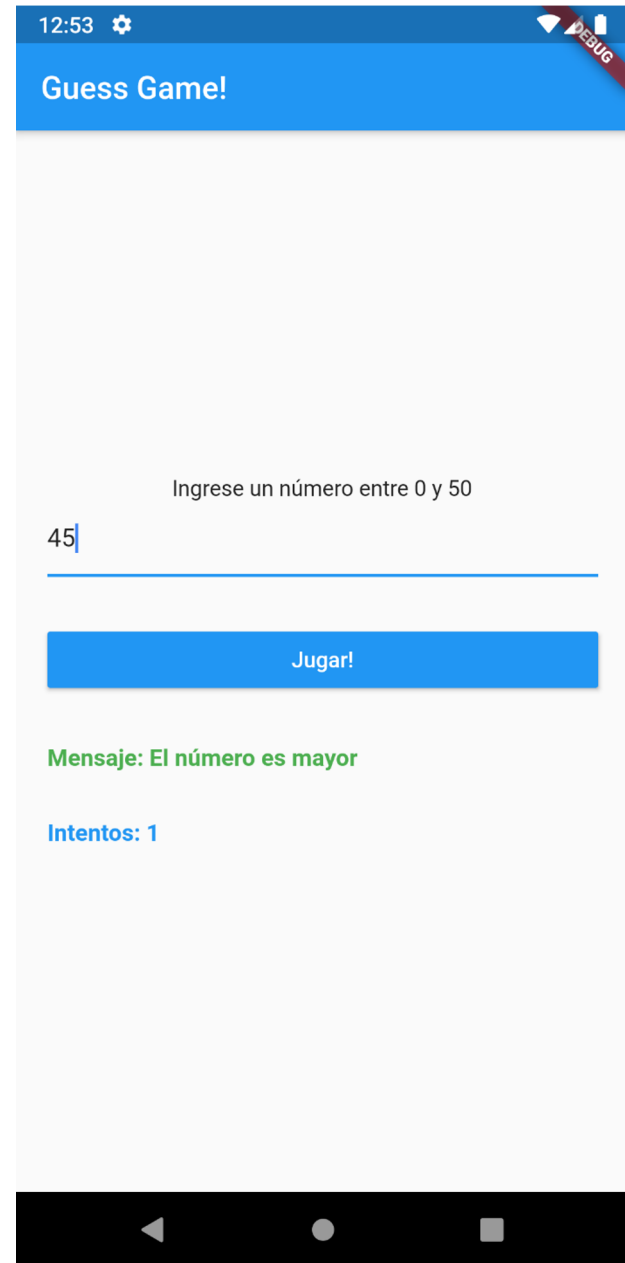 12:53
DEBUG
Guess Game!
Ingrese un número entre 0 y 50
45
Jugar!
Mensaje: El número es mayor
Intentos: 1